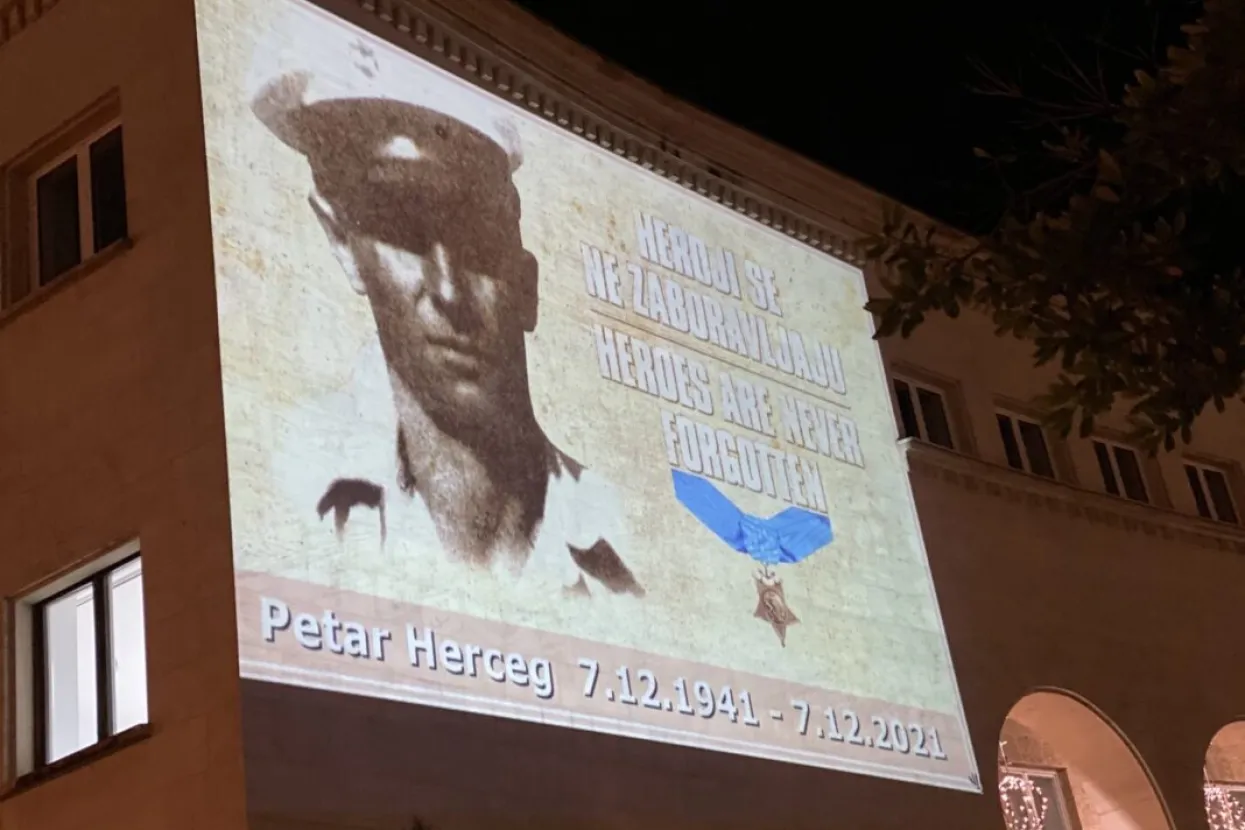 HEROJI SE
NE ZABORAVLJAJU
HEROES ARE NEVER
FORGOTTEN
Petar Herceg 7.12.1941 - 7.12.2021